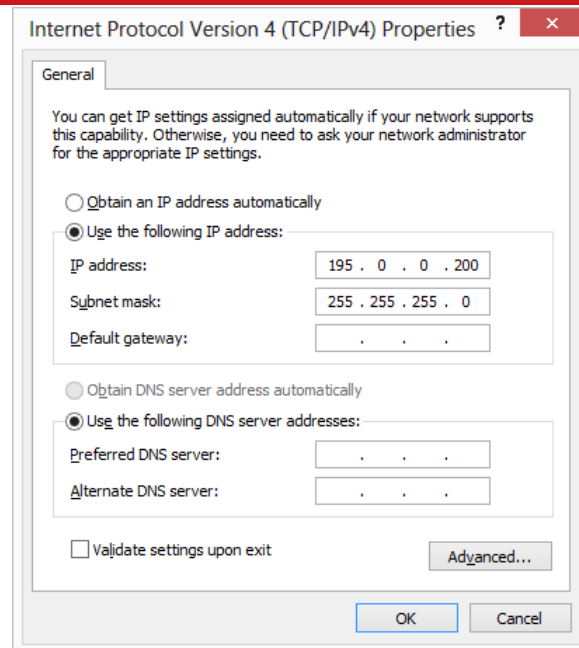 Internet Protocol Version 4 (TCP/IPv4) Properties ? ×
General
You can get IP settings assigned automatically if your network supports
this capability. Otherwise, you need to ask your network administrator
for the appropriate IP settings.
Obtain an IP address automatically
Use the following IP address:
IP address: 195 . 0 . 0 . 200
Subnet mask: 255 . 255 . 255 . 0
Default gateway: . . .
Obtain DNS server address automatically
Use the following DNS server addresses:
Preferred DNS server: . . .
Alternate DNS server: . . .
Validate settings upon exit
Advanced...
OK Cancel